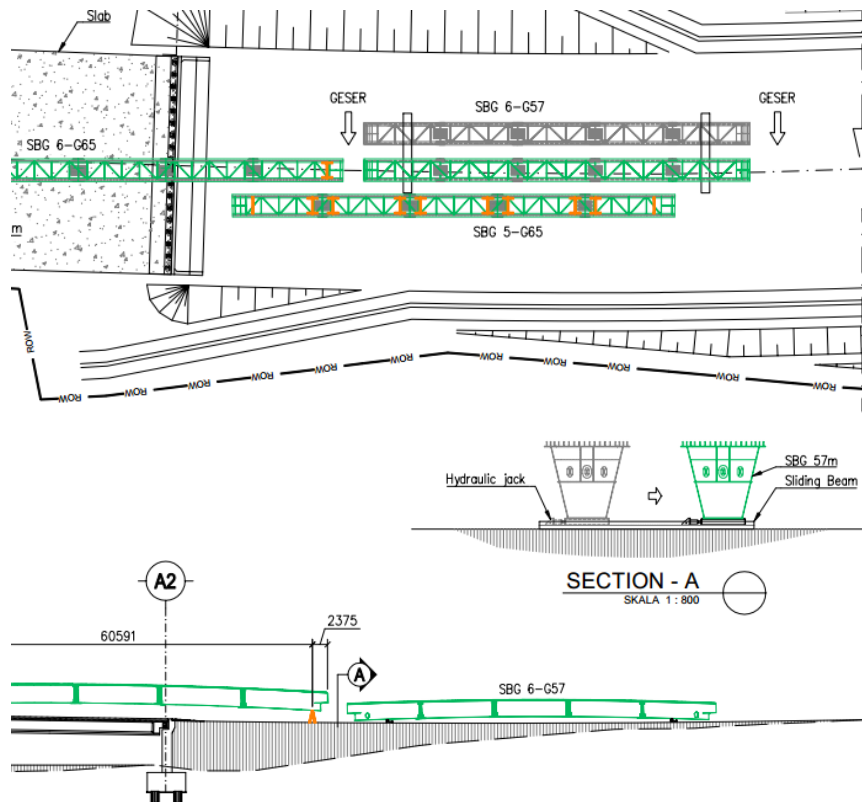 Slab
SBG 6-G57
GESER
GESER
SBG 6-G65
m
SBG 5-G65
ROW
ROW
ROW
ROW
ROW
ROW
ROW
ROW
ROW
ROW
ROW
ROW
SBG 57m
Hydraulic jack
Sliding Beam
SECTION - A
SKALA 1 : 800
A2
60591
2375
A
SBG 6-G57